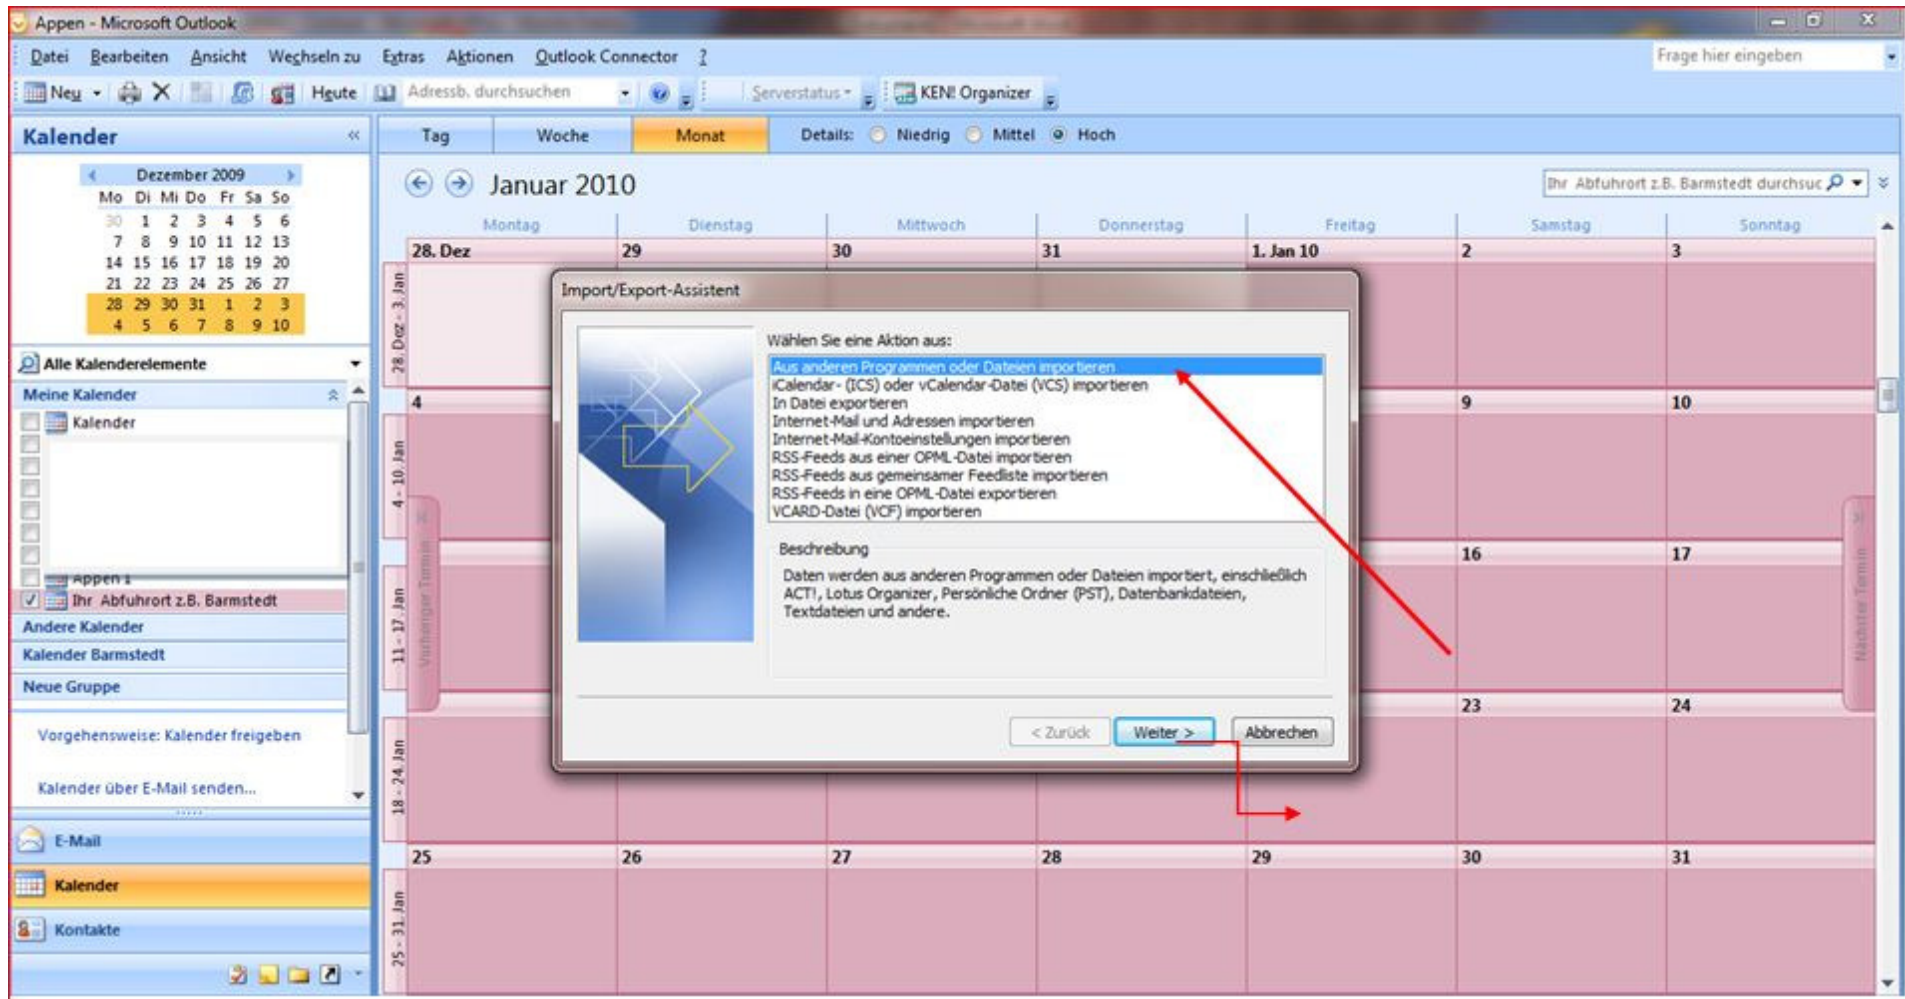 Appen - Microsoft Outlook
Datei Bearbeiten Ansicht Wechseln zu Extras Aktionen Outlook Connector ?
Frage hier eingeben
Neu Heute Adressb. durchsuchen Serverstatus KEN! Organizer
Kalender «
Tag Woche Monat Details: Niedrig Mittel Hoch
Dezember 2009
Mo Di Mi Do Fr Sa So
30 1 2 3 4 5 6
7 8 9 10 11 12 13
14 15 16 17 18 19 20
21 22 23 24 25 26 27
28 29 30 31 1 2 3
4 5 6 7 8 9 10
Alle Kalenderelemente
Meine Kalender
Kalender
Appen 1
Ihr Abfuhrort z.B. Barmstedt
Andere Kalender
Kalender Barmstedt
Neue Gruppe
Vorgehensweise: Kalender freigeben
Kalender über E-Mail senden...
E-Mail
Kalender
Kontakte
Januar 2010
Ihr Abfuhrort z.B. Barmstedt durchsuc
Montag Dienstag Mittwoch Donnerstag Freitag Samstag Sonntag
28. Dez 29 30 31 1. Jan 10 2 3
28. Dez - 3. Jan
4 9 10
4 - 10. Jan
16 17
11 - 17. Jan
Vorheriger Termin
Nächster Termin
23 24
18 - 24. Jan
25 26 27 28 29 30 31
25 - 31. Jan
Import/Export-Assistent
Wählen Sie eine Aktion aus:
Aus anderen Programmen oder Dateien importieren
iCalendar- (ICS) oder vCalendar-Datei (VCS) importieren
In Datei exportieren
Internet-Mail und Adressen importieren
Internet-Mail-Kontoeinstellungen importieren
RSS-Feeds aus einer OPML-Datei importieren
RSS-Feeds aus gemeinsamer Feedliste importieren
RSS-Feeds in eine OPML-Datei exportieren
VCARD-Datei (VCF) importieren
Beschreibung
Daten werden aus anderen Programmen oder Dateien importiert, einschließlich
ACT!, Lotus Organizer, Persönliche Ordner (PST), Datenbankdateien,
Textdateien und andere.
< Zurück Weiter > Abbrechen